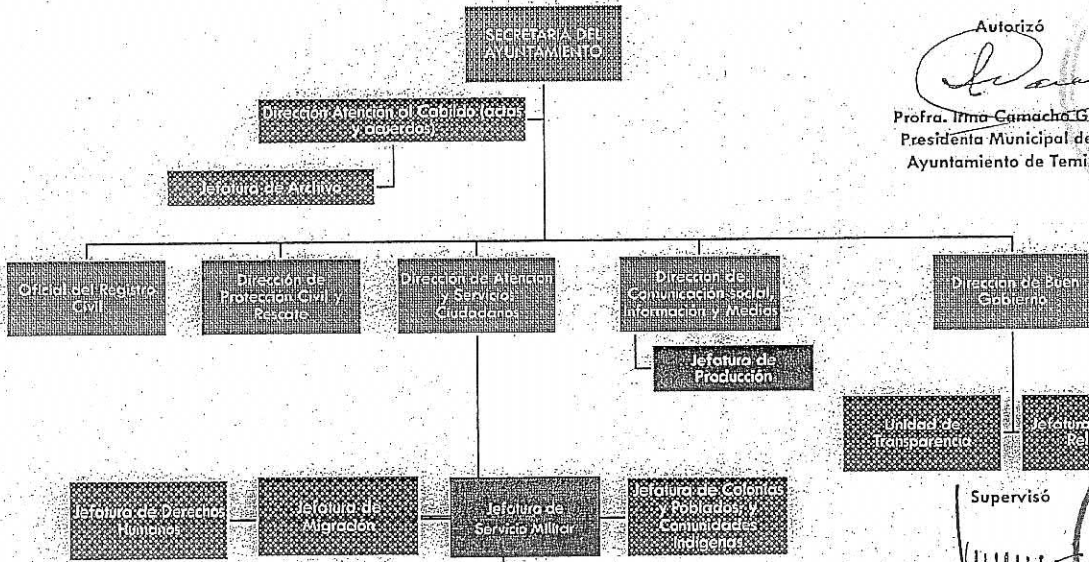 SECRETARÍA DEL
AYUNTAMIENTO
Autorizó
Profra. Irma Camacho G
Presidenta Municipal de
Ayuntamiento de Temi
Dirección Atención al Cabildo (actas
y acuerdos)
Jefatura de Archivo
Oficial del Registro
Civil
Dirección de
Protección Civil y
Rescate
Dirección de Atención
y Servicios
Ciudadanos
Dirección de
Comunicación social,
Información y Medios
Dirección de Buen
Gobierno
Jefatura de
Producción
Unidad de
Transparencia
Jefatura
Re
Supervisó
Jefatura de Derechos
Humanos
Jefatura de
Migración
Jefatura de
Servicio Militar
Jefatura de Colonias
y Poblados, y
Comunidades
Indígenas